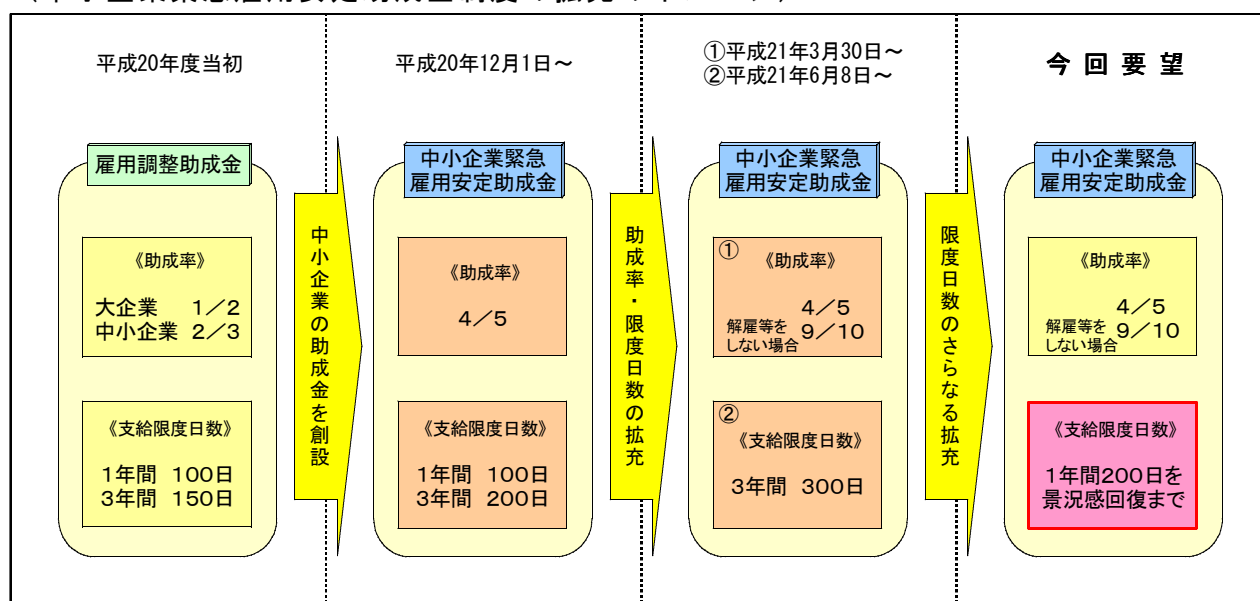 平成20年度当初
雇用調整助成金
《助成率》
大企業 1／2
中小企業 2／3
《支給限度日数》
1年間 100日
3年間 150日
中小企業の助成金を創設
平成20年12月1日～
中小企業緊急
雇用安定助成金
《助成率》
4／5
《支給限度日数》
1年間 100日
3年間 200日
助成率・限度日数の拡充
①平成21年3月30日～
②平成21年6月8日～
中小企業緊急
雇用安定助成金
①
《助成率》
4／5
解雇等を
しない場合 9／10
②
《支給限度日数》
3年間 300日
限度日数のさらなる拡充
今回要望
中小企業緊急
雇用安定助成金
《助成率》
4／5
解雇等を
しない場合 9／10
《支給限度日数》
1年間200日を
景況感回復まで